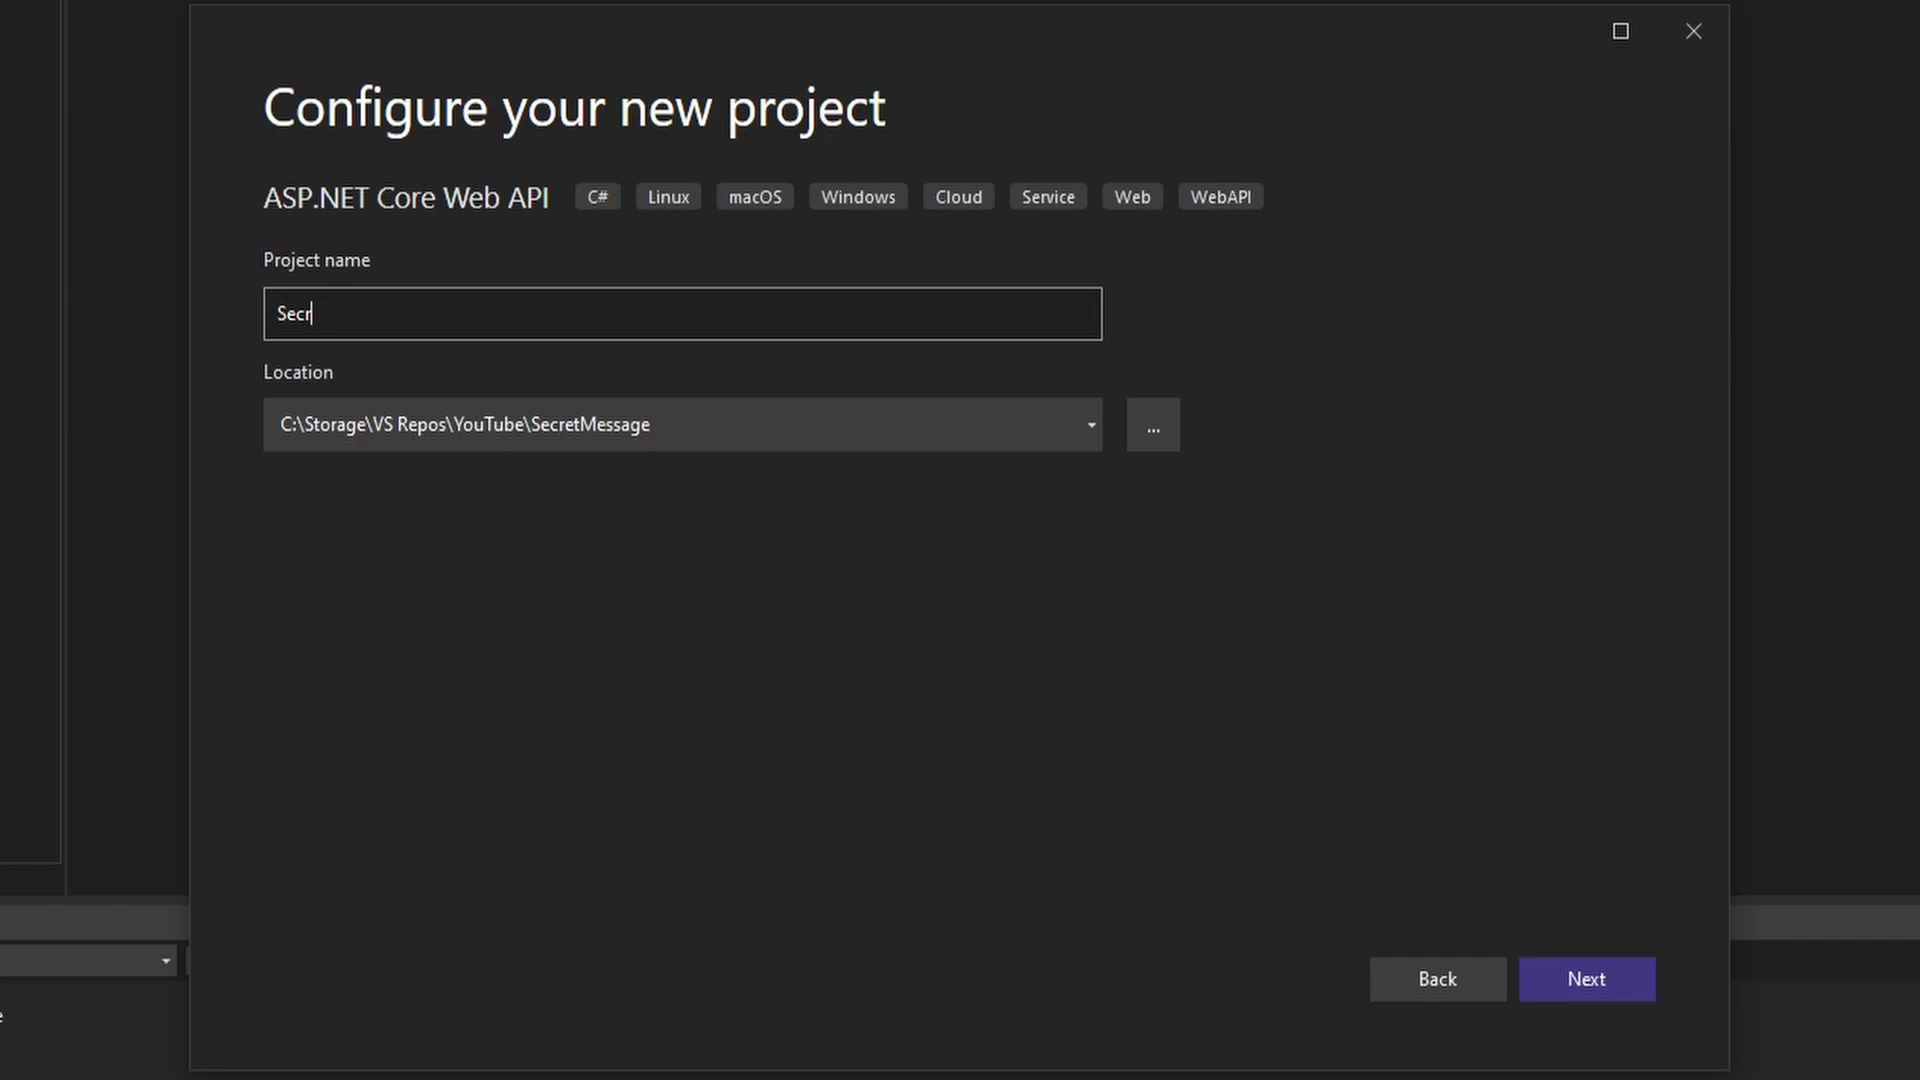 Configure your new project
ASP.NET Core Web API C# Linux macOS Windows Cloud Service Web WebAPI
Project name
Secr
Location
C:\Storage\VS Repos\YouTube\SecretMessage
...
Back Next
e